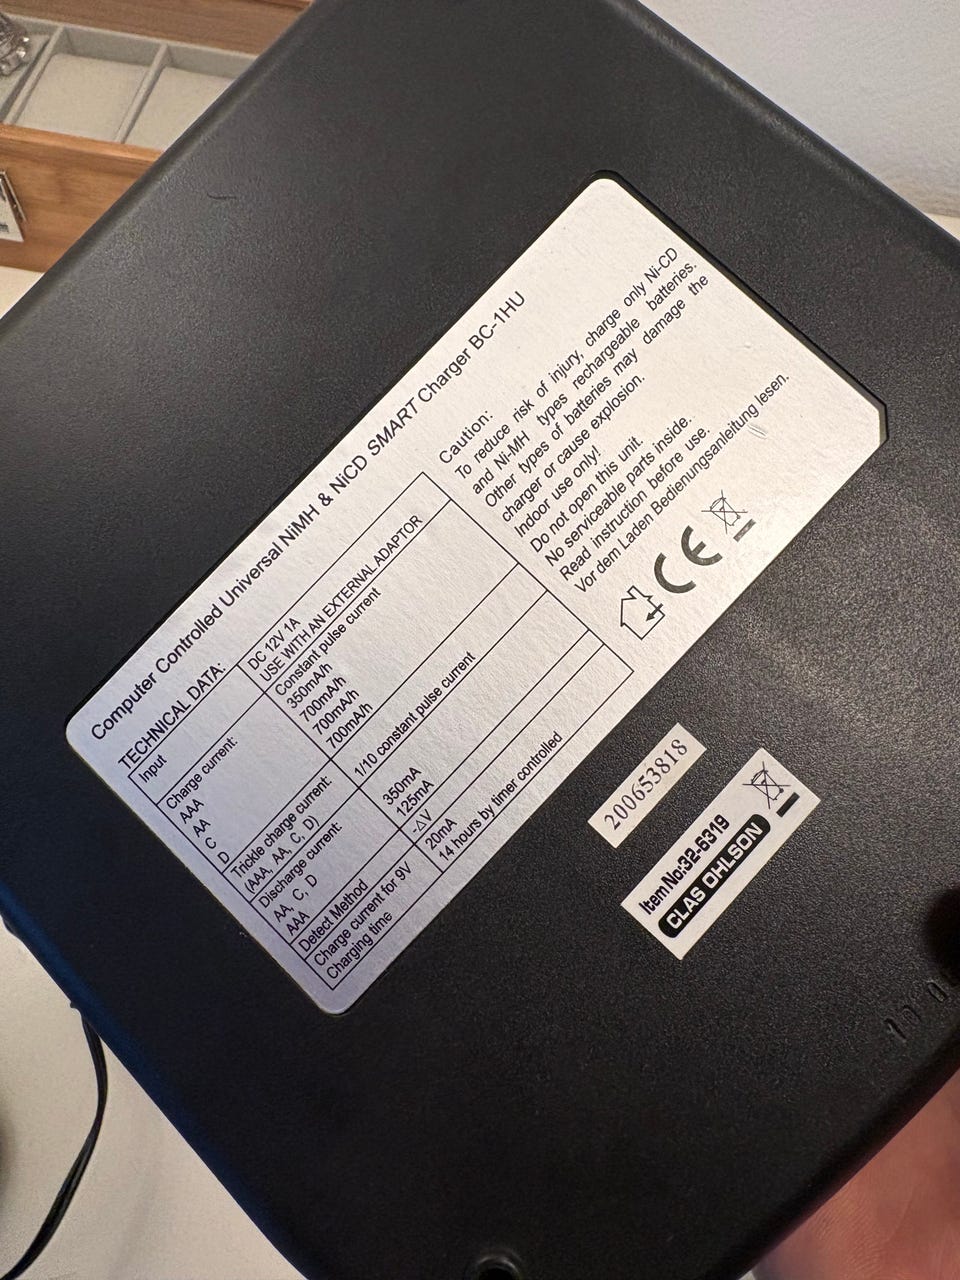 Computer Controlled Universal NiMH & NiCD SMART Charger BC-1HU
TECHNICAL DATA:
Input
DC 12V 1A
USE WITH AN EXTERNAL ADAPTOR
Charge current:
Constant pulse current
AAA
350mA/h
AA
700mA/h
C
700mA/h
D
700mA/h
Trickle charge current:
(AAA, AA, C, D)
1/10 constant pulse current
Discharge current:
AA, C, D
350mA
AAA
125mA
Detect Method
-△V
Charge current for 9V
20mA
Charging time
14 hours by timer controlled
Caution:
To reduce risk of injury, charge only Ni-CD
and Ni-MH types rechargeable batteries.
Other types of batteries may damage the
charger or cause explosion.
Indoor use only!
Do not open this unit.
No serviceable parts inside.
Read instruction before use.
Vor dem Laden Bedienungsanleitung lesen.
CE
200653818
Item No:32-6319
CLAS OHLSON